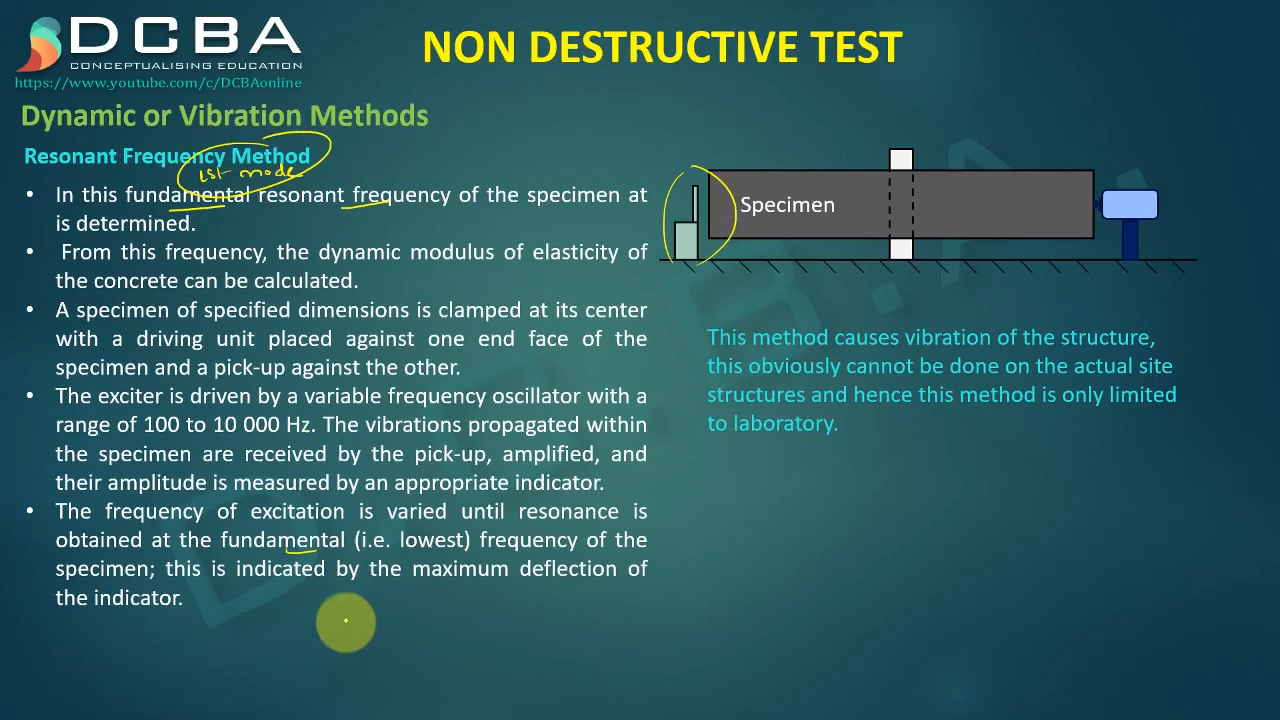 DCBA
CONCEPTUALISING EDUCATION
https://www.youtube.com/c/DCBAonline
NON DESTRUCTIVE TEST
Dynamic or Vibration Methods
Resonant Frequency Method
1st mode
• In this fundamental resonant frequency of the specimen at
is determined.
• From this frequency, the dynamic modulus of elasticity of
the concrete can be calculated.
• A specimen of specified dimensions is clamped at its center
with a driving unit placed against one end face of the
specimen and a pick-up against the other.
• The exciter is driven by a variable frequency oscillator with a
range of 100 to 10 000 Hz. The vibrations propagated within
the specimen are received by the pick-up, amplified, and
their amplitude is measured by an appropriate indicator.
• The frequency of excitation is varied until resonance is
obtained at the fundamental (i.e. lowest) frequency of the
specimen; this is indicated by the maximum deflection of
the indicator.
Specimen
This method causes vibration of the structure,
this obviously cannot be done on the actual site
structures and hence this method is only limited
to laboratory.
D.C.B.A.